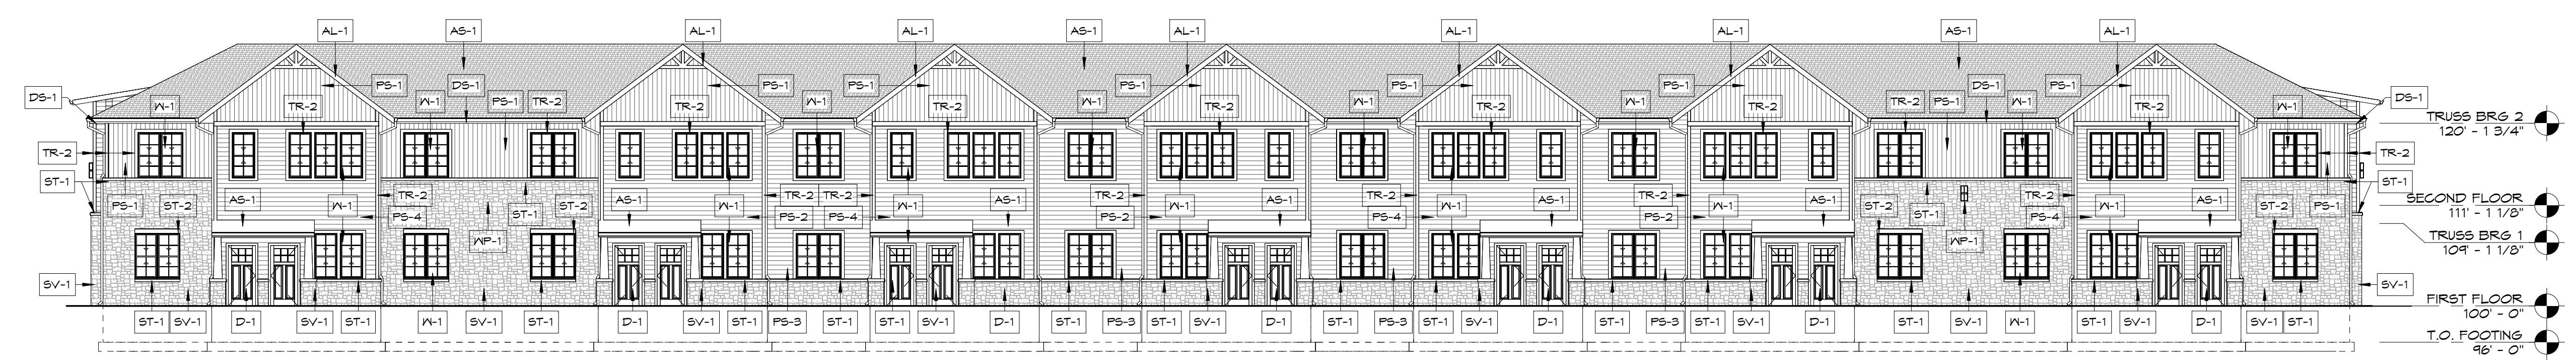 AL-1 AS-1 AL-1 AL-1 AS-1 AL-1 AL-1 AL-1 AS-1 AL-1
PS-1 DS-1 PS-1 PS-1 PS-1 PS-1 PS-1 DS-1 PS-1
DS-1 W-1 TR-2 W-1 PS-1 TR-2 TR-2 W-1 TR-2 W-1 TR-2 W-1 TR-2 W-1 TR-2 TR-2 PS-1 W-1 TR-2 W-1 DS-1
TRUSS BRG 2
120' - 1 3/4"
TR-2 TR-2
ST-1 ST-1
AS-1 TR-2 AS-1 TR-2 TR-2 AS-1 TR-2 AS-1 TR-2 AS-1 TR-2 AS-1 TR-2 AS-1
SECOND FLOOR
111' - 1 1/8"
PS-1 ST-2 W-1 PS-4 ST-1 ST-2 W-1 PS-2 PS-4 W-1 PS-2 W-1 PS-4 W-1 PS-2 W-1 ST-2 ST-1 PS-4 W-1 ST-2 PS-1
TRUSS BRG 1
109' - 1 1/8"
WP-1 WP-1
SV-1 SV-1
FIRST FLOOR
100' - 0"
ST-1 SV-1 D-1 SV-1 ST-1 W-1 SV-1 ST-1 D-1 SV-1 ST-1 PS-3 ST-1 ST-1 SV-1 D-1 ST-1 PS-3 ST-1 SV-1 D-1 ST-1 PS-3 ST-1 SV-1 D-1 ST-1 PS-3 ST-1 SV-1 D-1 ST-1 SV-1 W-1 ST-1 SV-1 D-1 SV-1 ST-1
T.O. FOOTING
96' - 0"